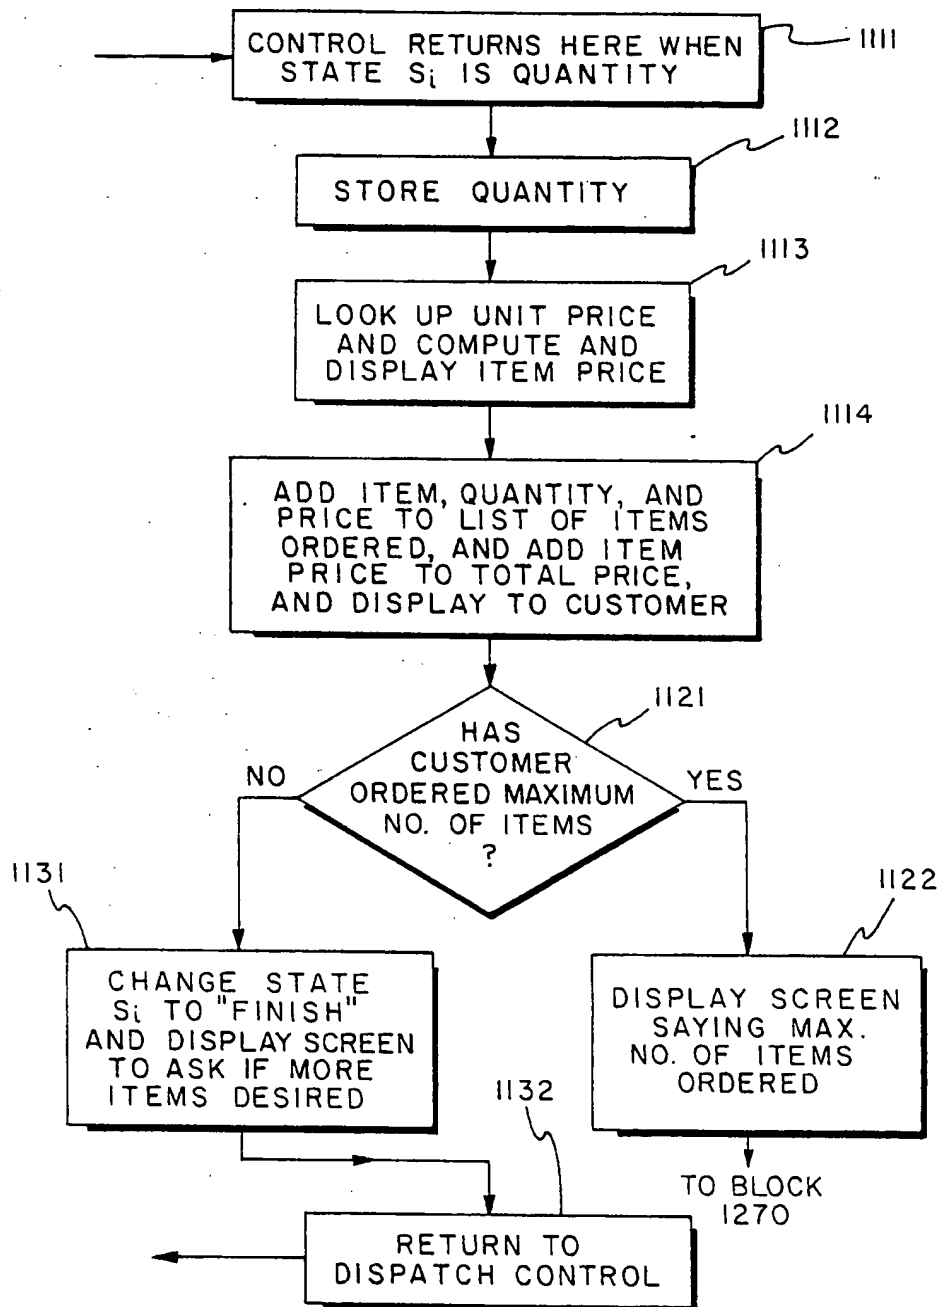 CONTROL RETURNS HERE WHEN
STATE Si IS QUANTITY
1111
1112
STORE QUANTITY
1113
LOOK UP UNIT PRICE
AND COMPUTE AND
DISPLAY ITEM PRICE
1114
ADD ITEM, QUANTITY, AND
PRICE TO LIST OF ITEMS
ORDERED, AND ADD ITEM
PRICE TO TOTAL PRICE,
AND DISPLAY TO CUSTOMER
1121
HAS
CUSTOMER
ORDERED MAXIMUM
NO. OF ITEMS
?
NO
YES
1131
CHANGE STATE
Si TO "FINISH"
AND DISPLAY SCREEN
TO ASK IF MORE
ITEMS DESIRED
1122
DISPLAY SCREEN
SAYING MAX.
NO. OF ITEMS
ORDERED
TO BLOCK
1270
1132
RETURN TO
DISPATCH CONTROL